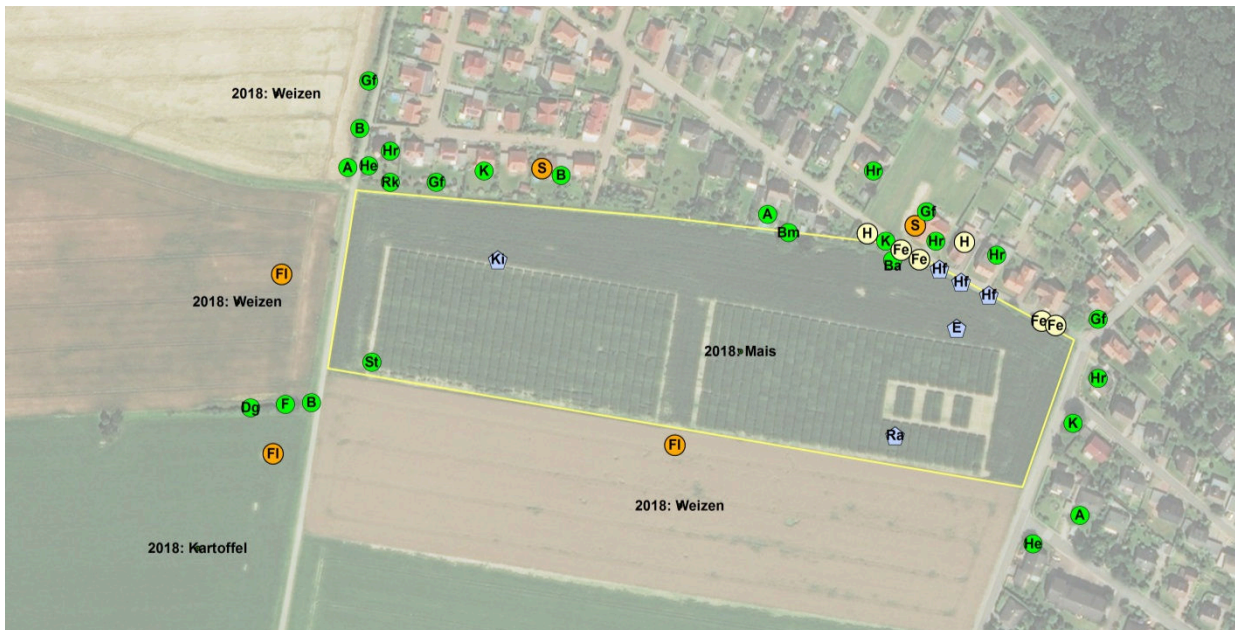 Gf
2018: Weizen
B
Hr
A
He
K
S
B
Hr
Rk
Gf
A
Gf
Bm
H
S
K
Hr
H
Fe
Fe
Hr
Ba
Ki
Hf
Hf
Hf
Fl
2018: Weizen
Fe
Fe
Gf
E
2018: Mais
St
Hr
Dg
F
B
K
Ra
Fl
Fl
2018: Weizen
A
He
2018: Kartoffel